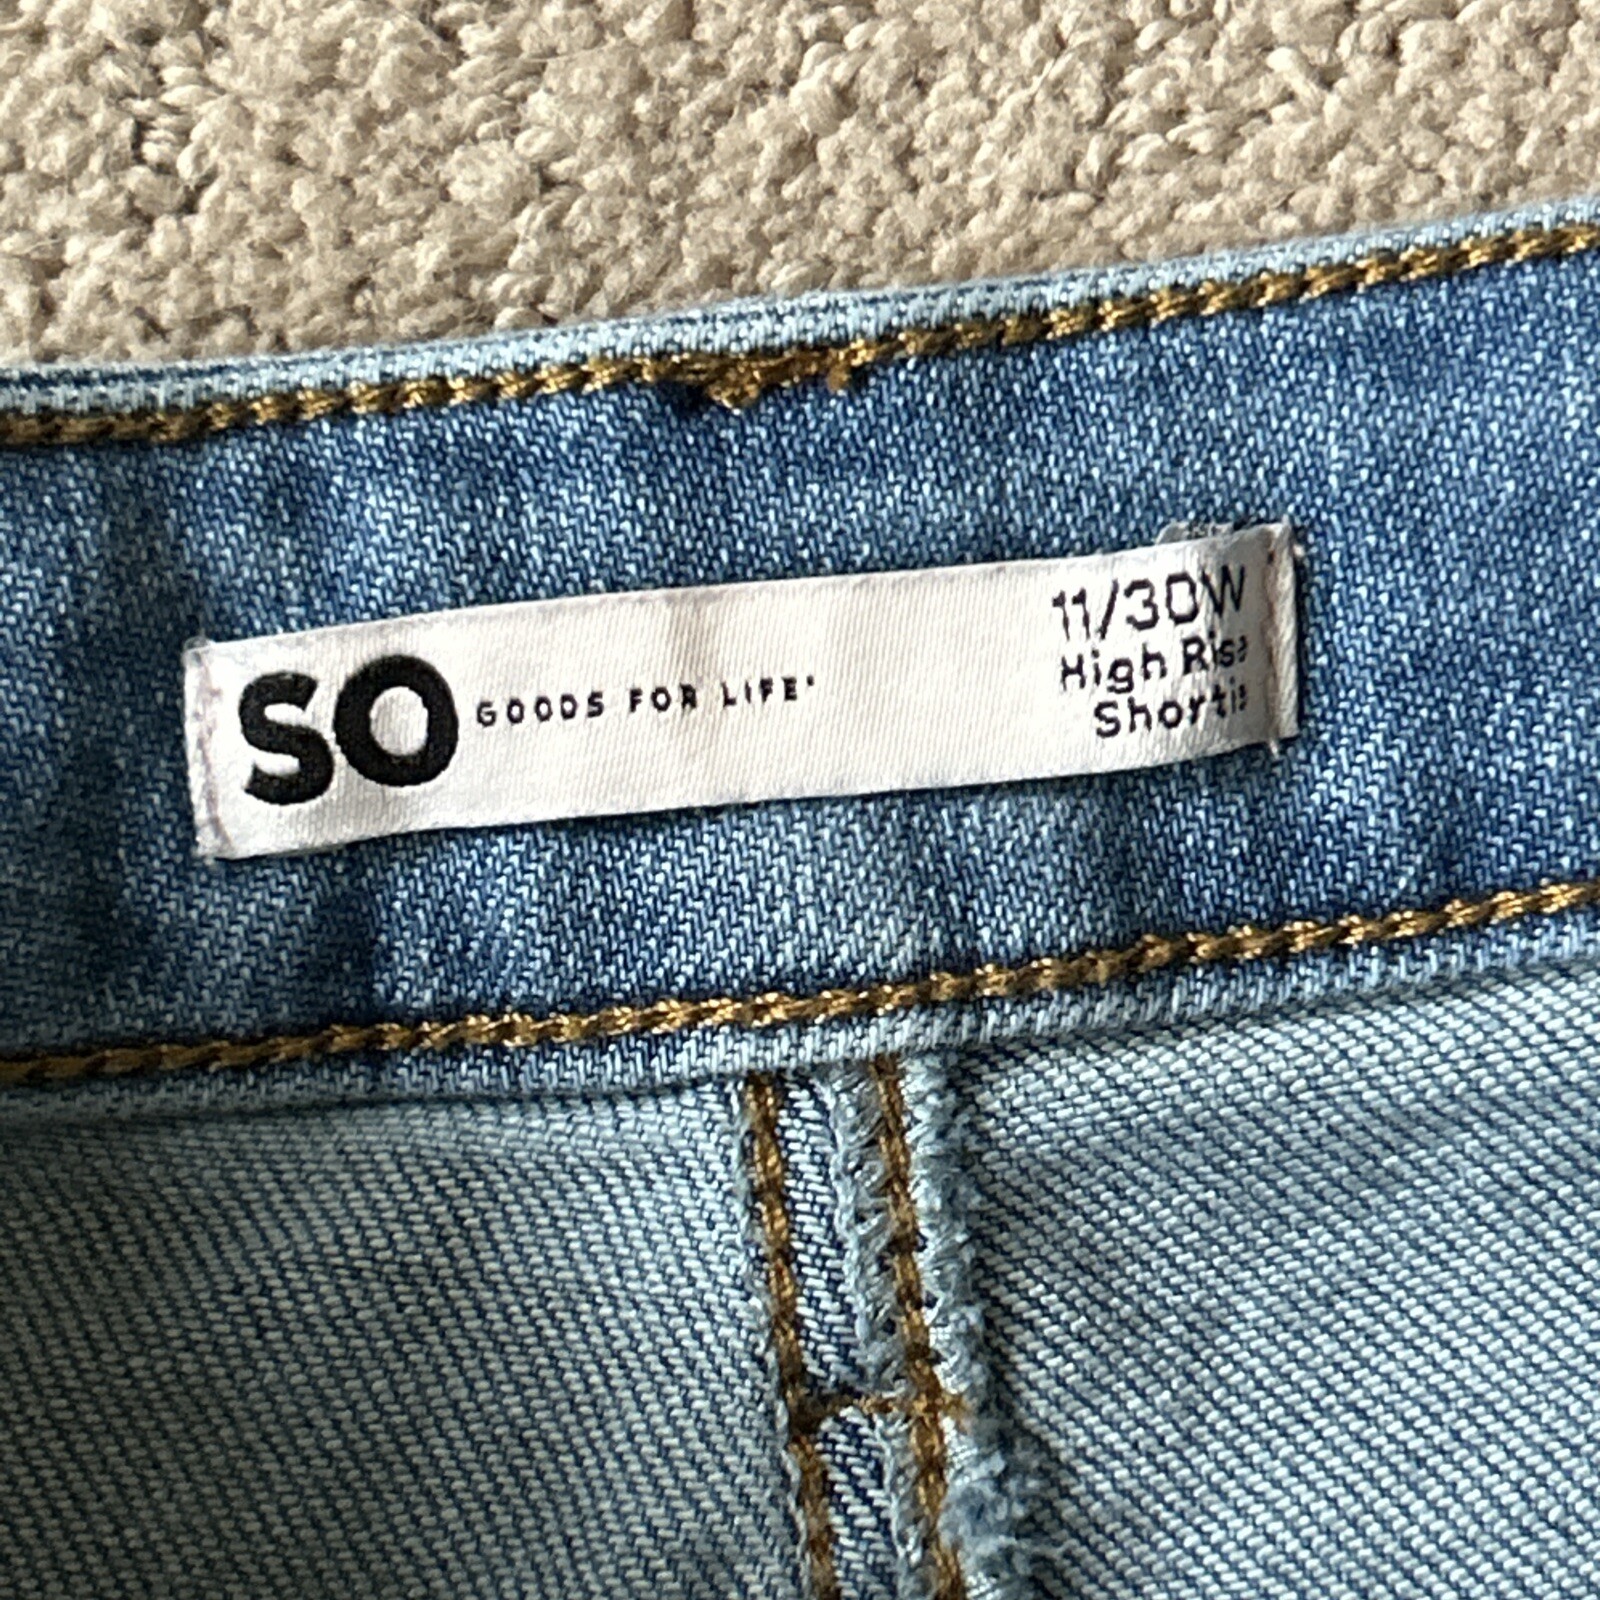 SO GOODS FOR LIFE
11/30W
High Rise
Shortie